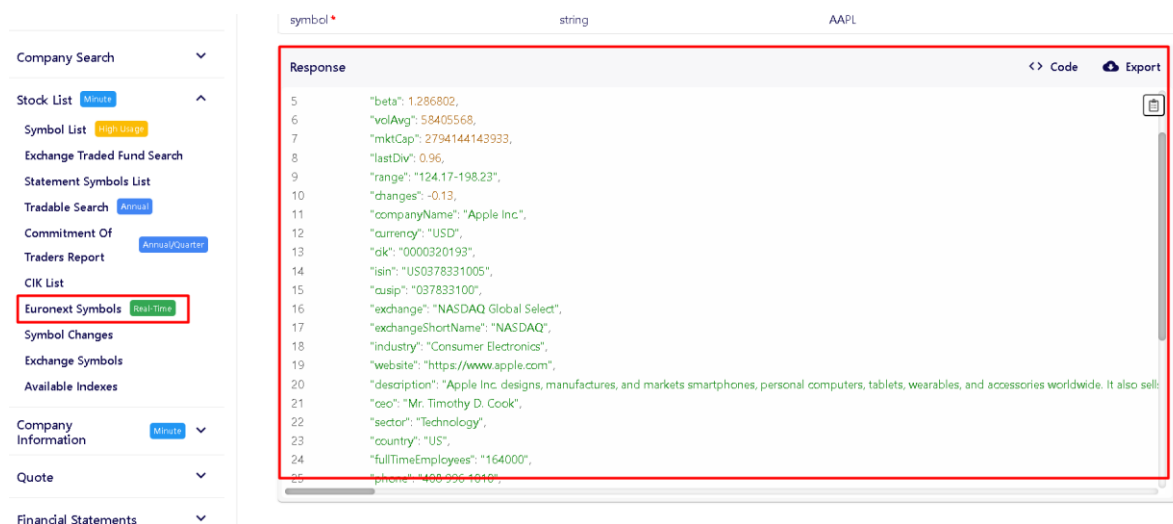 symbol * string AAPL
Company Search
Stock List Minute
Symbol List High Usage
Exchange Traded Fund Search
Statement Symbols List
Tradable Search Annual
Commitment Of
Traders Report Annual/Quarter
CIK List
Euronext Symbols Real-Time
Symbol Changes
Exchange Symbols
Available Indexes
Company
Information Minute
Quote
Financial Statements
Response <> Code Export
5 "beta": 1.286802,
6 "volAvg": 58405568,
7 "mktCap": 2794144143933,
8 "lastDiv": 0.96,
9 "range": "124.17-198.23",
10 "changes": -0.13,
11 "companyName": "Apple Inc.",
12 "currency": "USD",
13 "cik": "0000320193",
14 "isin": "US0378331005",
15 "cusip": "037833100",
16 "exchange": "NASDAQ Global Select",
17 "exchangeShortName": "NASDAQ",
18 "industry": "Consumer Electronics",
19 "website": "https://www.apple.com",
20 "description": "Apple Inc. designs, manufactures, and markets smartphones, personal computers, tablets, wearables, and accessories worldwide. It also sells
21 "ceo": "Mr. Timothy D. Cook",
22 "sector": "Technology",
23 "country": "US",
24 "fullTimeEmployees": "164000",
25 "phone": "408 996 1010",